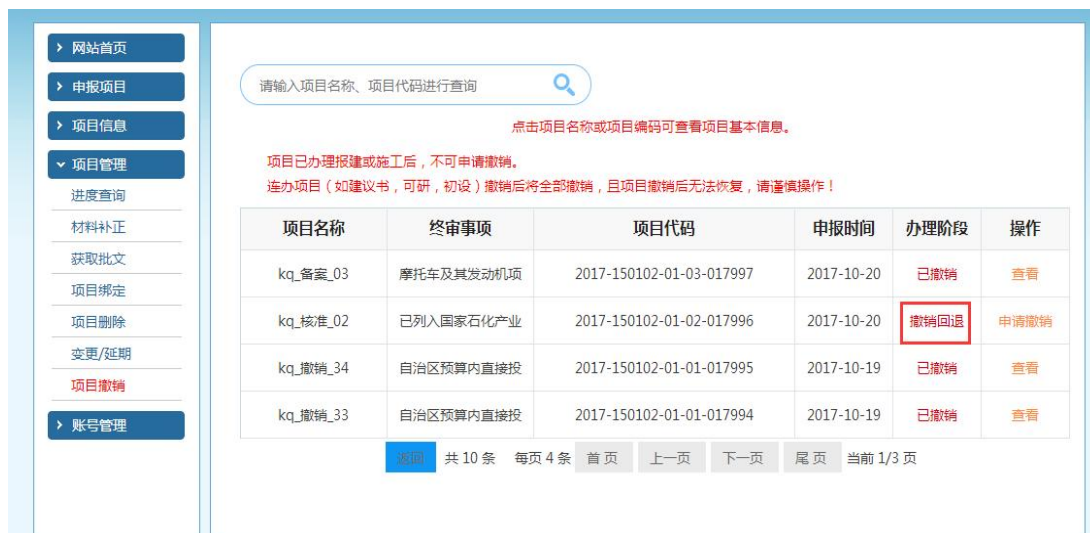 网站首页
申报项目
项目信息
项目管理
进度查询
材料补正
获取批文
项目绑定
项目删除
变更/延期
项目撤销
账号管理
请输入项目名称、项目代码进行查询
点击项目名称或项目编码可查看项目基本信息。
项目已办理报建或施工后，不可申请撤销。
连办项目（如建议书，可研，初设）撤销后将全部撤销，且项目撤销后无法恢复，请谨慎操作！
项目名称 终审事项 项目代码 申报时间 办理阶段 操作
kq_备案_03 摩托车及其发动机项 2017-150102-01-03-017997 2017-10-20 已撤销 查看
kq_核准_02 已列入国家石化产业 2017-150102-01-02-017996 2017-10-20 撤销回退 申请撤销
kq_撤销_34 自治区预算内直接投 2017-150102-01-01-017995 2017-10-19 已撤销 查看
kq_撤销_33 自治区预算内直接投 2017-150102-01-01-017994 2017-10-19 已撤销 查看
返回 共 10 条 每页 4 条 首 页 上一页 下一页 尾 页 当前 1/3 页